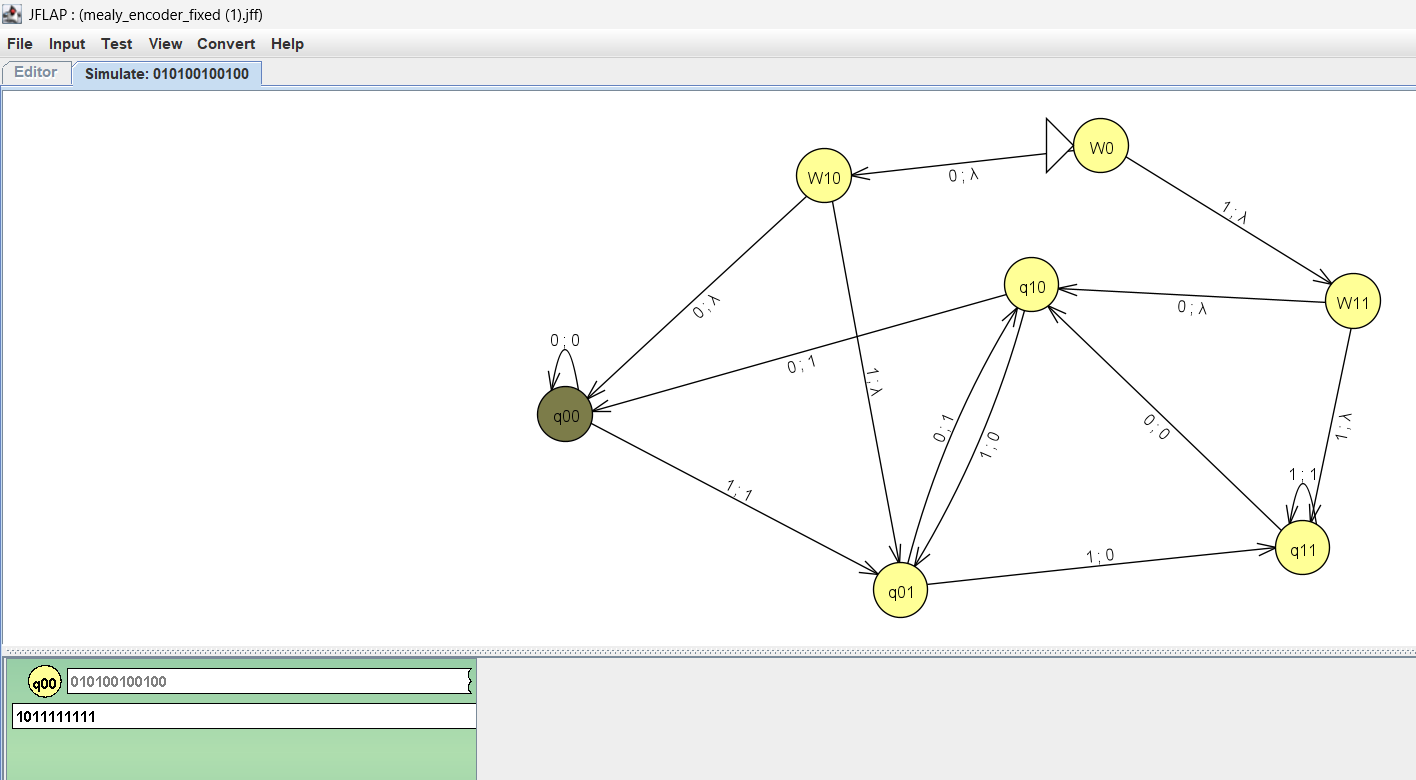 JFLAP : (mealy_encoder_fixed (1).jff)
File Input Test View Convert Help
Editor Simulate: 010100100100
W0
W10
0 ; λ
1 ; λ
q10
W11
0 ; λ
0 ; λ
0 ; 0
0 ; 1
1 ; λ
q00
0 ; 1
1 ; 0
0 ; 0
1 ; λ
1 ; 1
1 ; 1
q11
1 ; 0
q01
q00 010100100100
1011111111